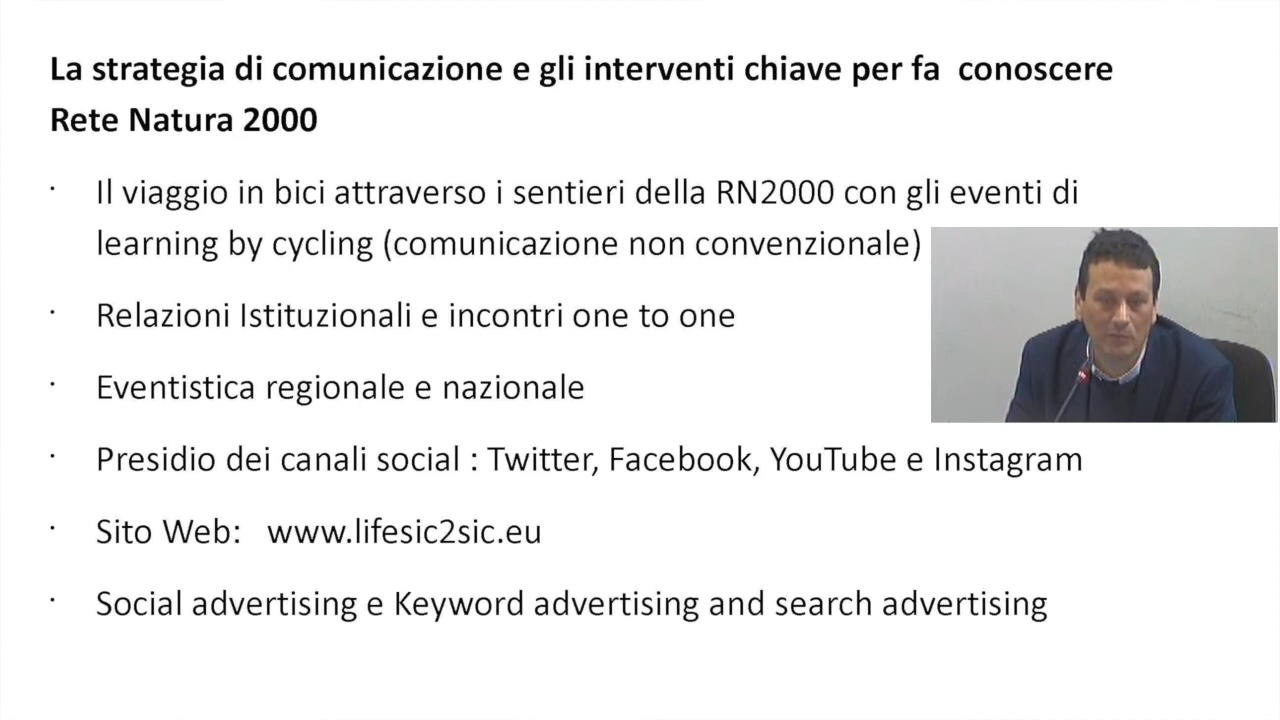 La strategia di comunicazione e gli interventi chiave per fa  conoscere
Rete Natura 2000
· Il viaggio in bici attraverso i sentieri della RN2000 con gli eventi di
learning by cycling (comunicazione non convenzionale)
· Relazioni Istituzionali e incontri one to one
· Eventistica regionale e nazionale
· Presidio dei canali social : Twitter, Facebook, YouTube e Instagram
· Sito Web:   www.lifesic2sic.eu
· Social advertising e Keyword advertising and search advertising